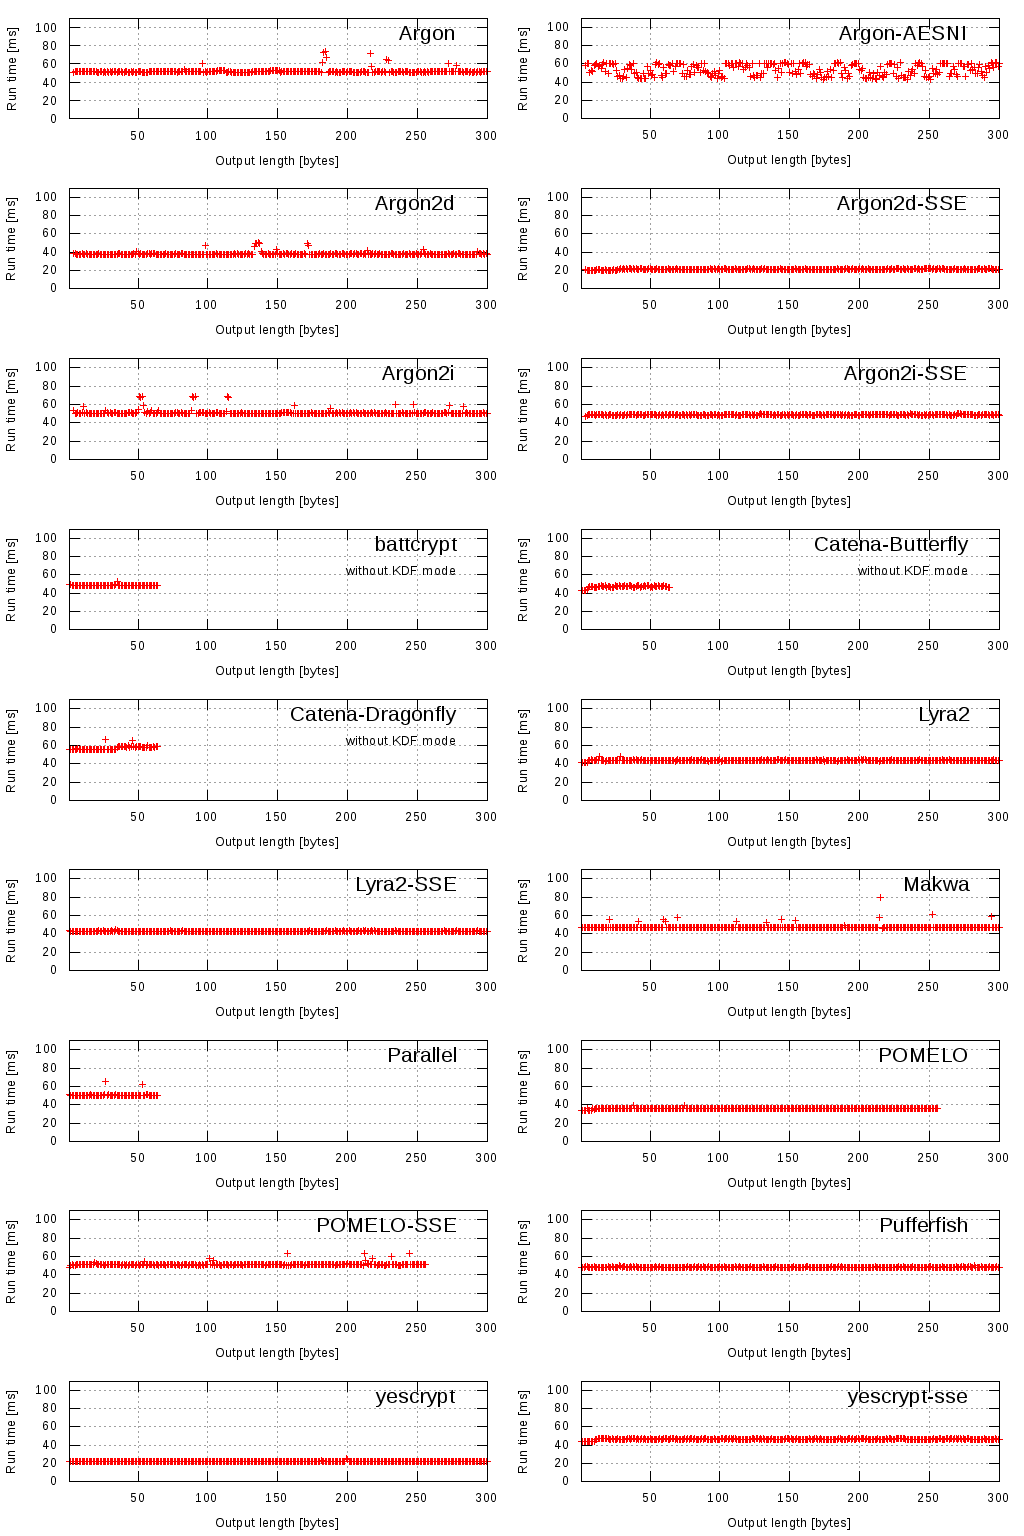 Argon
Run time [ms]
100
80
60
40
20
0
50 100 150 200 250 300
Output length [bytes]
Argon-AESNI
Run time [ms]
100
80
60
40
20
0
50 100 150 200 250 300
Output length [bytes]
Argon2d
Run time [ms]
100
80
60
40
20
0
50 100 150 200 250 300
Output length [bytes]
Argon2d-SSE
Run time [ms]
100
80
60
40
20
0
50 100 150 200 250 300
Output length [bytes]
Argon2i
Run time [ms]
100
80
60
40
20
0
50 100 150 200 250 300
Output length [bytes]
Argon2i-SSE
Run time [ms]
100
80
60
40
20
0
50 100 150 200 250 300
Output length [bytes]
battcrypt
without KDF mode
Run time [ms]
100
80
60
40
20
0
50 100 150 200 250 300
Output length [bytes]
Catena-Butterfly
without KDF mode
Run time [ms]
100
80
60
40
20
0
50 100 150 200 250 300
Output length [bytes]
Catena-Dragonfly
without KDF mode
Run time [ms]
100
80
60
40
20
0
50 100 150 200 250 300
Output length [bytes]
Lyra2
Run time [ms]
100
80
60
40
20
0
50 100 150 200 250 300
Output length [bytes]
Lyra2-SSE
Run time [ms]
100
80
60
40
20
0
50 100 150 200 250 300
Output length [bytes]
Makwa
Run time [ms]
100
80
60
40
20
0
50 100 150 200 250 300
Output length [bytes]
Parallel
Run time [ms]
100
80
60
40
20
0
50 100 150 200 250 300
Output length [bytes]
POMELO
Run time [ms]
100
80
60
40
20
0
50 100 150 200 250 300
Output length [bytes]
POMELO-SSE
Run time [ms]
100
80
60
40
20
0
50 100 150 200 250 300
Output length [bytes]
Pufferfish
Run time [ms]
100
80
60
40
20
0
50 100 150 200 250 300
Output length [bytes]
yescrypt
Run time [ms]
100
80
60
40
20
0
50 100 150 200 250 300
Output length [bytes]
yescrypt-sse
Run time [ms]
100
80
60
40
20
0
50 100 150 200 250 300
Output length [bytes]